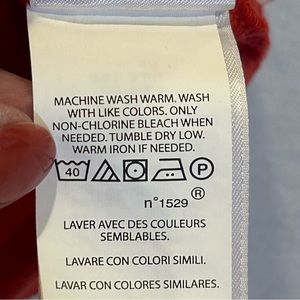 MACHINE WASH WARM. WASH
WITH LIKE COLORS. ONLY
NON-CHLORINE BLEACH WHEN
NEEDED. TUMBLE DRY LOW.
WARM IRON IF NEEDED.
40 P
n°1529 ®
LAVER AVEC DES COULEURS
SEMBLABLES.
LAVARE CON COLORI SIMILI.
LAVAR CON COLORES SIMILARES.